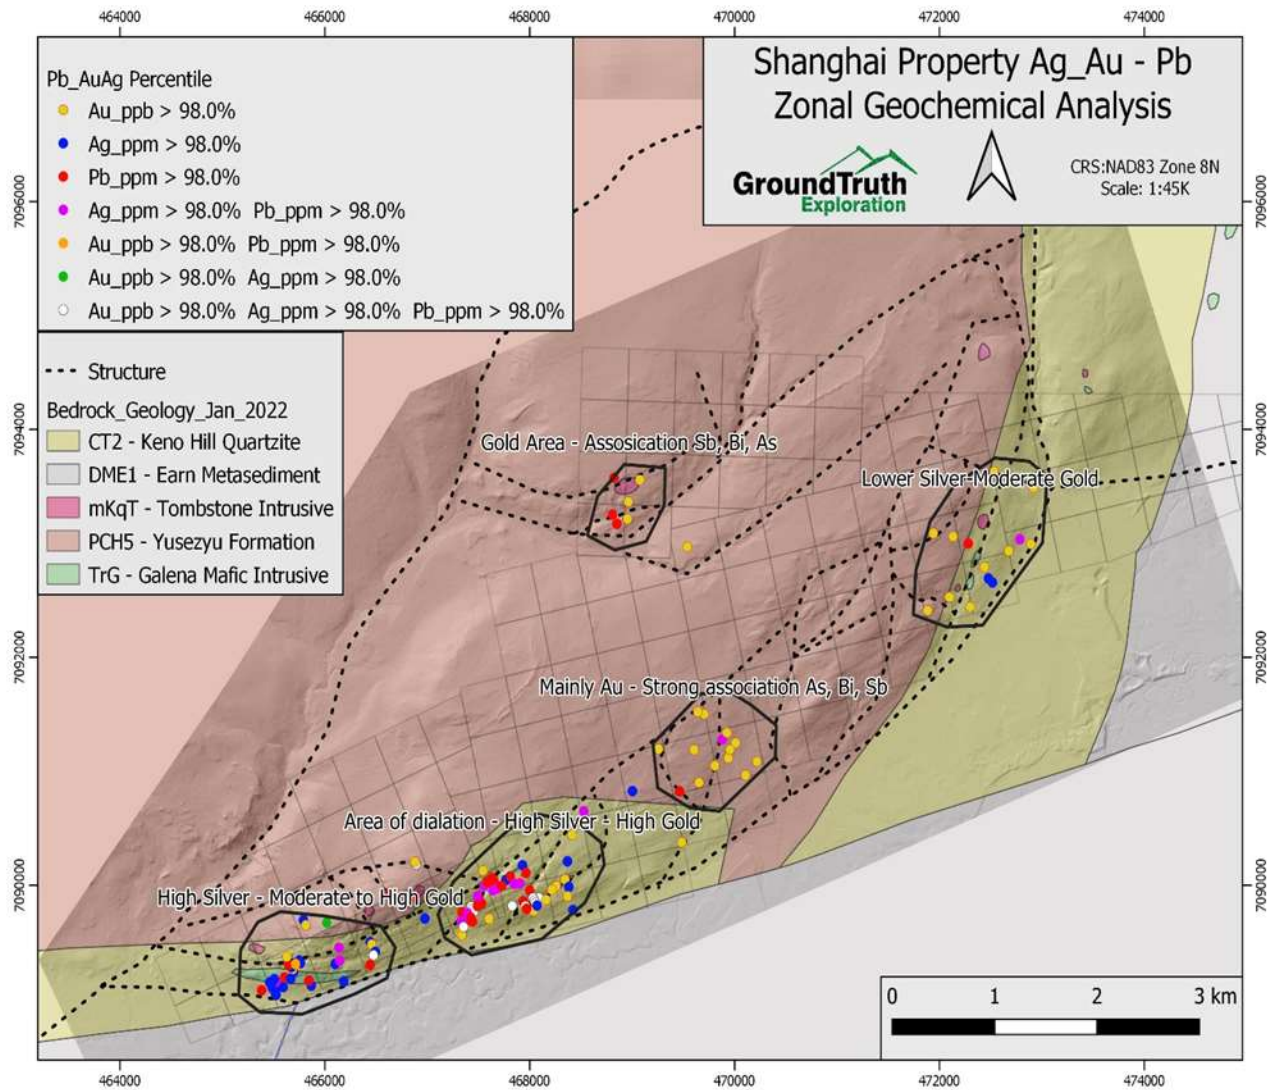 464000 466000 468000 470000 472000 474000
Shanghai Property Ag_Au - Pb
Zonal Geochemical Analysis
GroundTruth
Exploration
CRS:NAD83 Zone 8N
Scale: 1:45K
Pb_AuAg Percentile
Au_ppb > 98.0%
Ag_ppm > 98.0%
Pb_ppm > 98.0%
Ag_ppm > 98.0% Pb_ppm > 98.0%
Au_ppb > 98.0% Pb_ppm > 98.0%
Au_ppb > 98.0% Ag_ppm > 98.0%
Au_ppb > 98.0% Ag_ppm > 98.0% Pb_ppm > 98.0%
Structure
Bedrock_Geology_Jan_2022
CT2 - Keno Hill Quartzite
DME1 - Earn Metasediment
mKqT - Tombstone Intrusive
PCH5 - Yusezyu Formation
TrG - Galena Mafic Intrusive
7096000 7096000
7094000 7094000
7092000 7092000
7090000 7090000
Gold Area - Assosication Sb, Bi, As
Lower Silver-Moderate Gold
Mainly Au - Strong association As, Bi, Sb
Area of dialation - High Silver - High Gold
High Silver - Moderate to High Gold
0 1 2 3 km
464000 466000 468000 470000 472000 474000